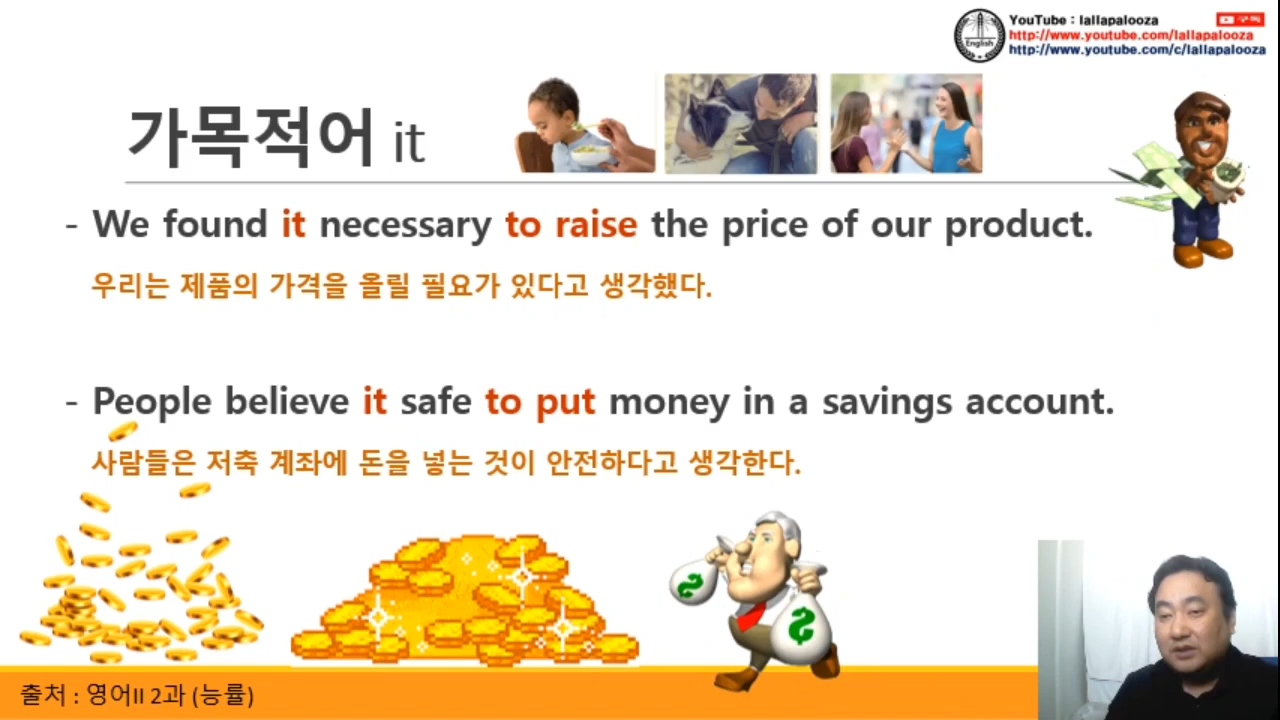 YouTube : lallapalooza
구독
http://www.youtube.com/lallapalooza
http://www.youtube.com/c/lallapalooza
English
가목적어 it
- We found it necessary to raise the price of our product.
우리는 제품의 가격을 올릴 필요가 있다고 생각했다.
- People believe it safe to put money in a savings account.
사람들은 저축 계좌에 돈을 넣는 것이 안전하다고 생각한다.
출처 : 영어II 2과 (능률)